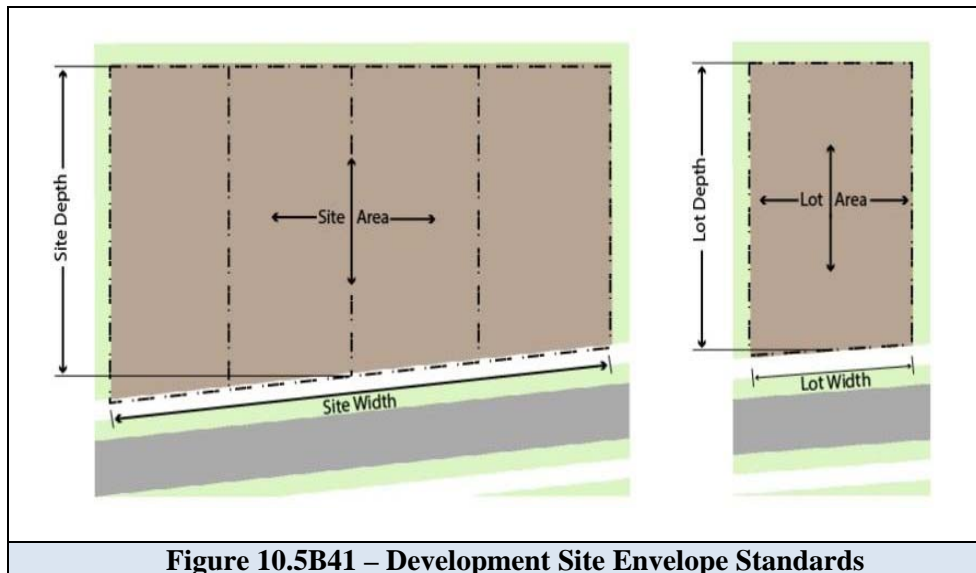 Site Depth
Site Area
Site Width
Lot Depth
Lot Area
Lot Width
Figure 10.5B41 – Development Site Envelope Standards